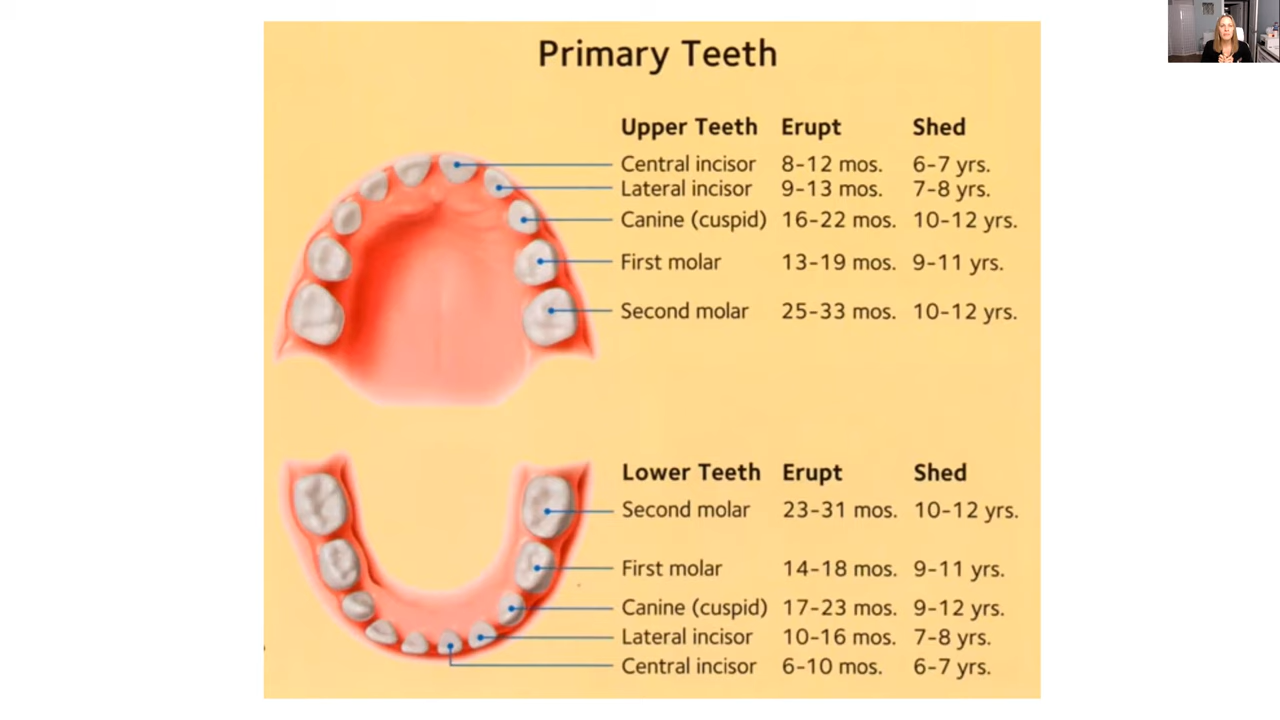 Primary Teeth
Upper Teeth Erupt Shed
Central incisor 8-12 mos. 6-7 yrs.
Lateral incisor 9-13 mos. 7-8 yrs.
Canine (cuspid) 16-22 mos. 10-12 yrs.
First molar 13-19 mos. 9-11 yrs.
Second molar 25-33 mos. 10-12 yrs.
Lower Teeth Erupt Shed
Second molar 23-31 mos. 10-12 yrs.
First molar 14-18 mos. 9-11 yrs.
Canine (cuspid) 17-23 mos. 9-12 yrs.
Lateral incisor 10-16 mos. 7-8 yrs.
Central incisor 6-10 mos. 6-7 yrs.